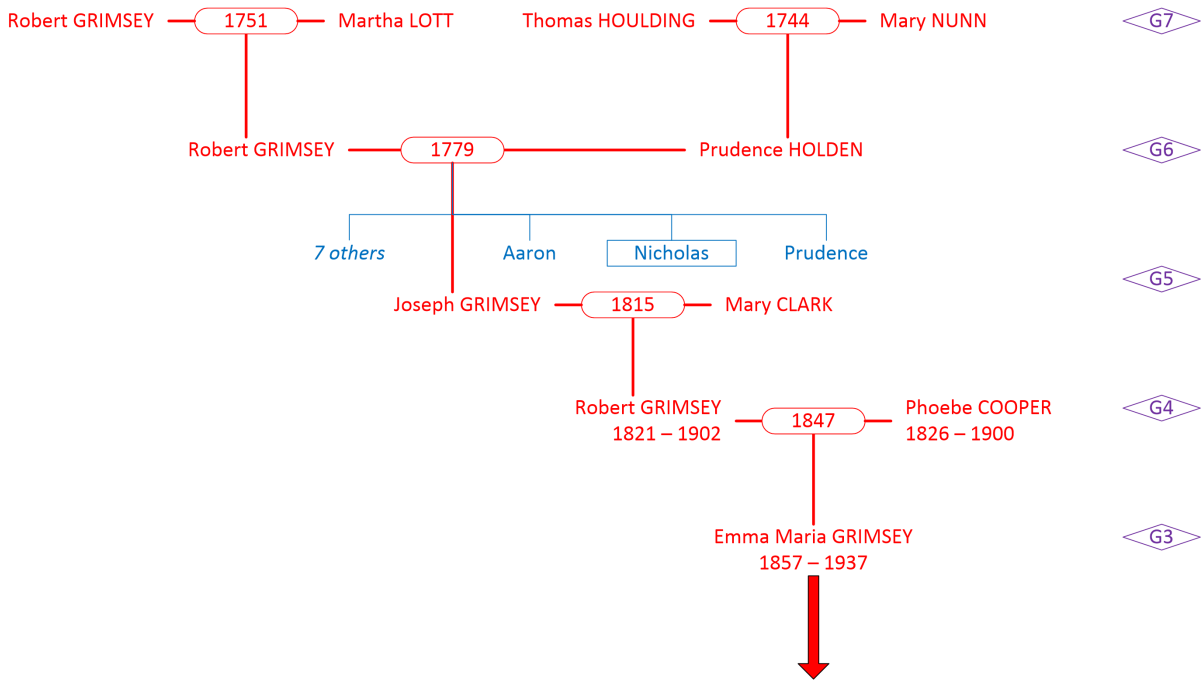 Robert GRIMSEY 1751 Martha LOTT Thomas HOULDING 1744 Mary NUNN G7
Robert GRIMSEY 1779 Prudence HOLDEN G6
7 others Aaron Nicholas Prudence
G5
Joseph GRIMSEY 1815 Mary CLARK
Robert GRIMSEY Phoebe COOPER G4
1847
1821 – 1902 1826 – 1900
Emma Maria GRIMSEY G3
1857 – 1937